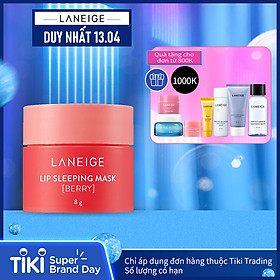 LANEIGE
DUY NHẤT 13.04
Quà tặng cho
đơn từ 800K
1000K
LANEIGE
LIP SLEEPING MASK
[BERRY]
8 g
TIKI Super Brand Day
Chỉ áp dụng đơn hàng thuộc Tiki Trading
Số lượng có hạn